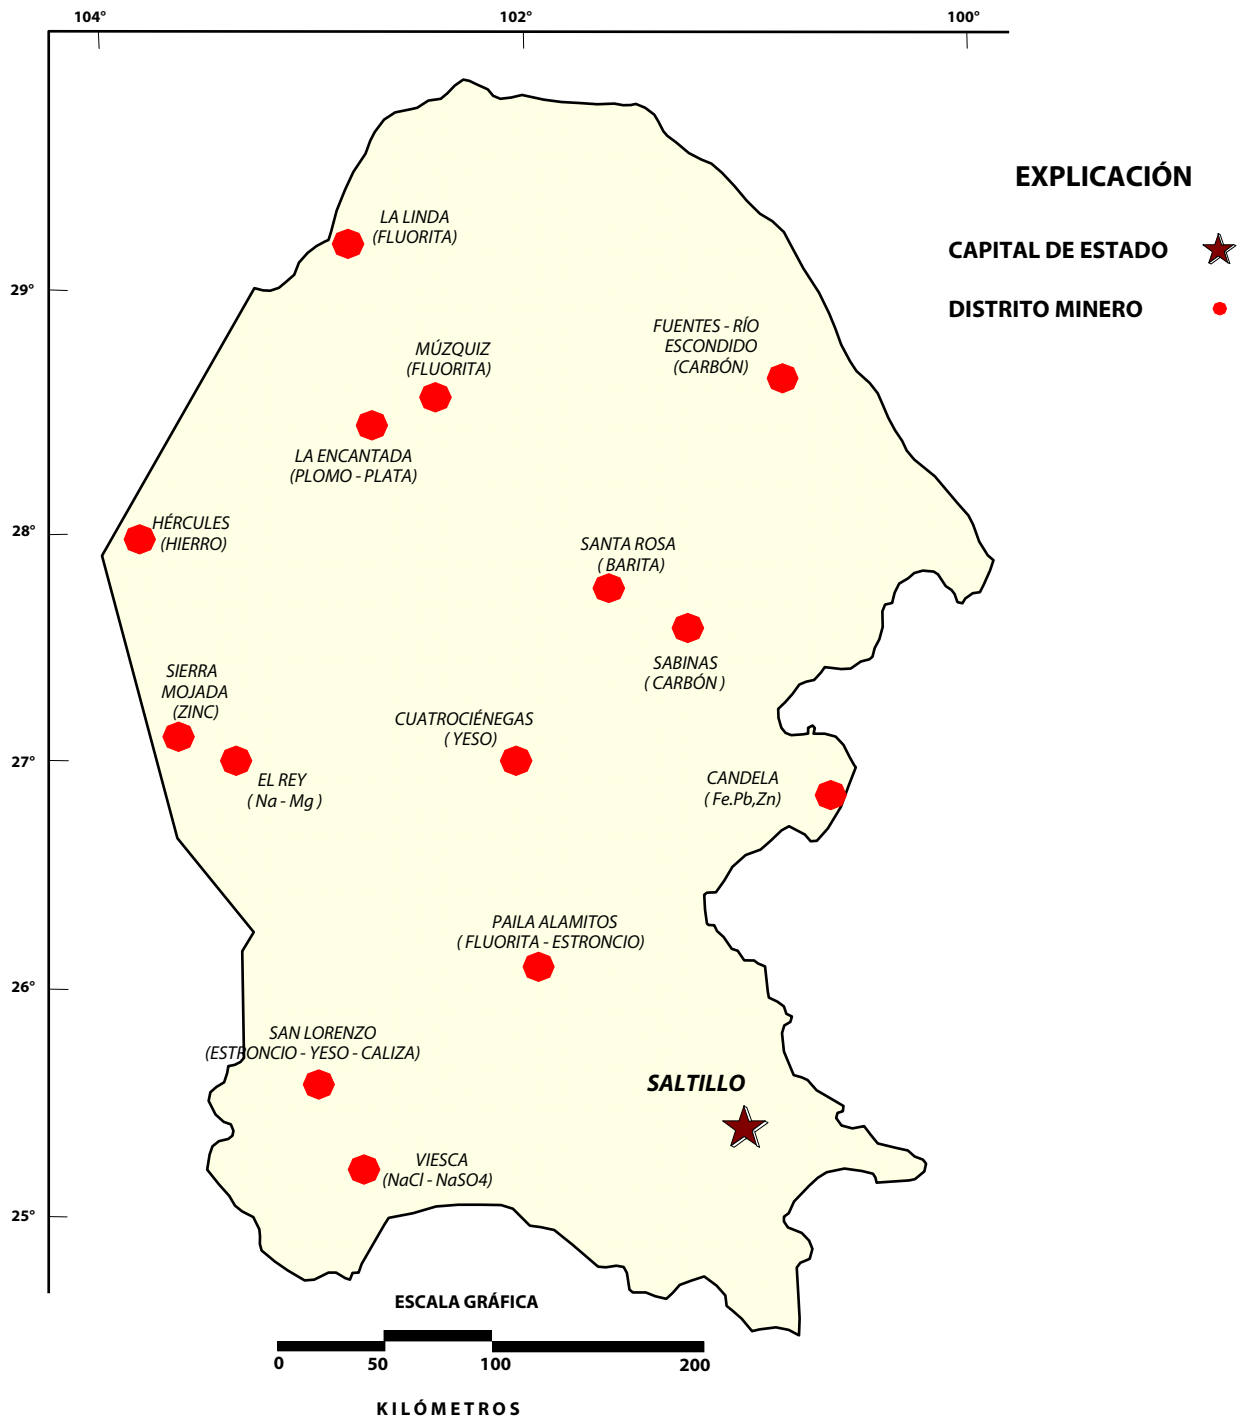 104°
102°
100°
EXPLICACIÓN
CAPITAL DE ESTADO
DISTRITO MINERO
LA LINDA
(FLUORITA)
29°
FUENTES - RÍO
ESCONDIDO
(CARBÓN)
MÚZQUIZ
(FLUORITA)
LA ENCANTADA
(PLOMO - PLATA)
28°
HÉRCULES
(HIERRO)
SANTA ROSA
( BARITA)
SABINAS
( CARBÓN )
SIERRA
MOJADA
(ZINC)
CUATROCIÉNEGAS
( YESO)
27°
EL REY
( Na - Mg )
CANDELA
( Fe.Pb,Zn)
PAILA ALAMITOS
( FLUORITA - ESTRONCIO)
26°
SAN LORENZO
(ESTRONCIO - YESO - CALIZA)
SALTILLO
VIESCA
(NaCl - NaSO4)
25°
ESCALA GRÁFICA
0
50
100
200
KILÓMETROS